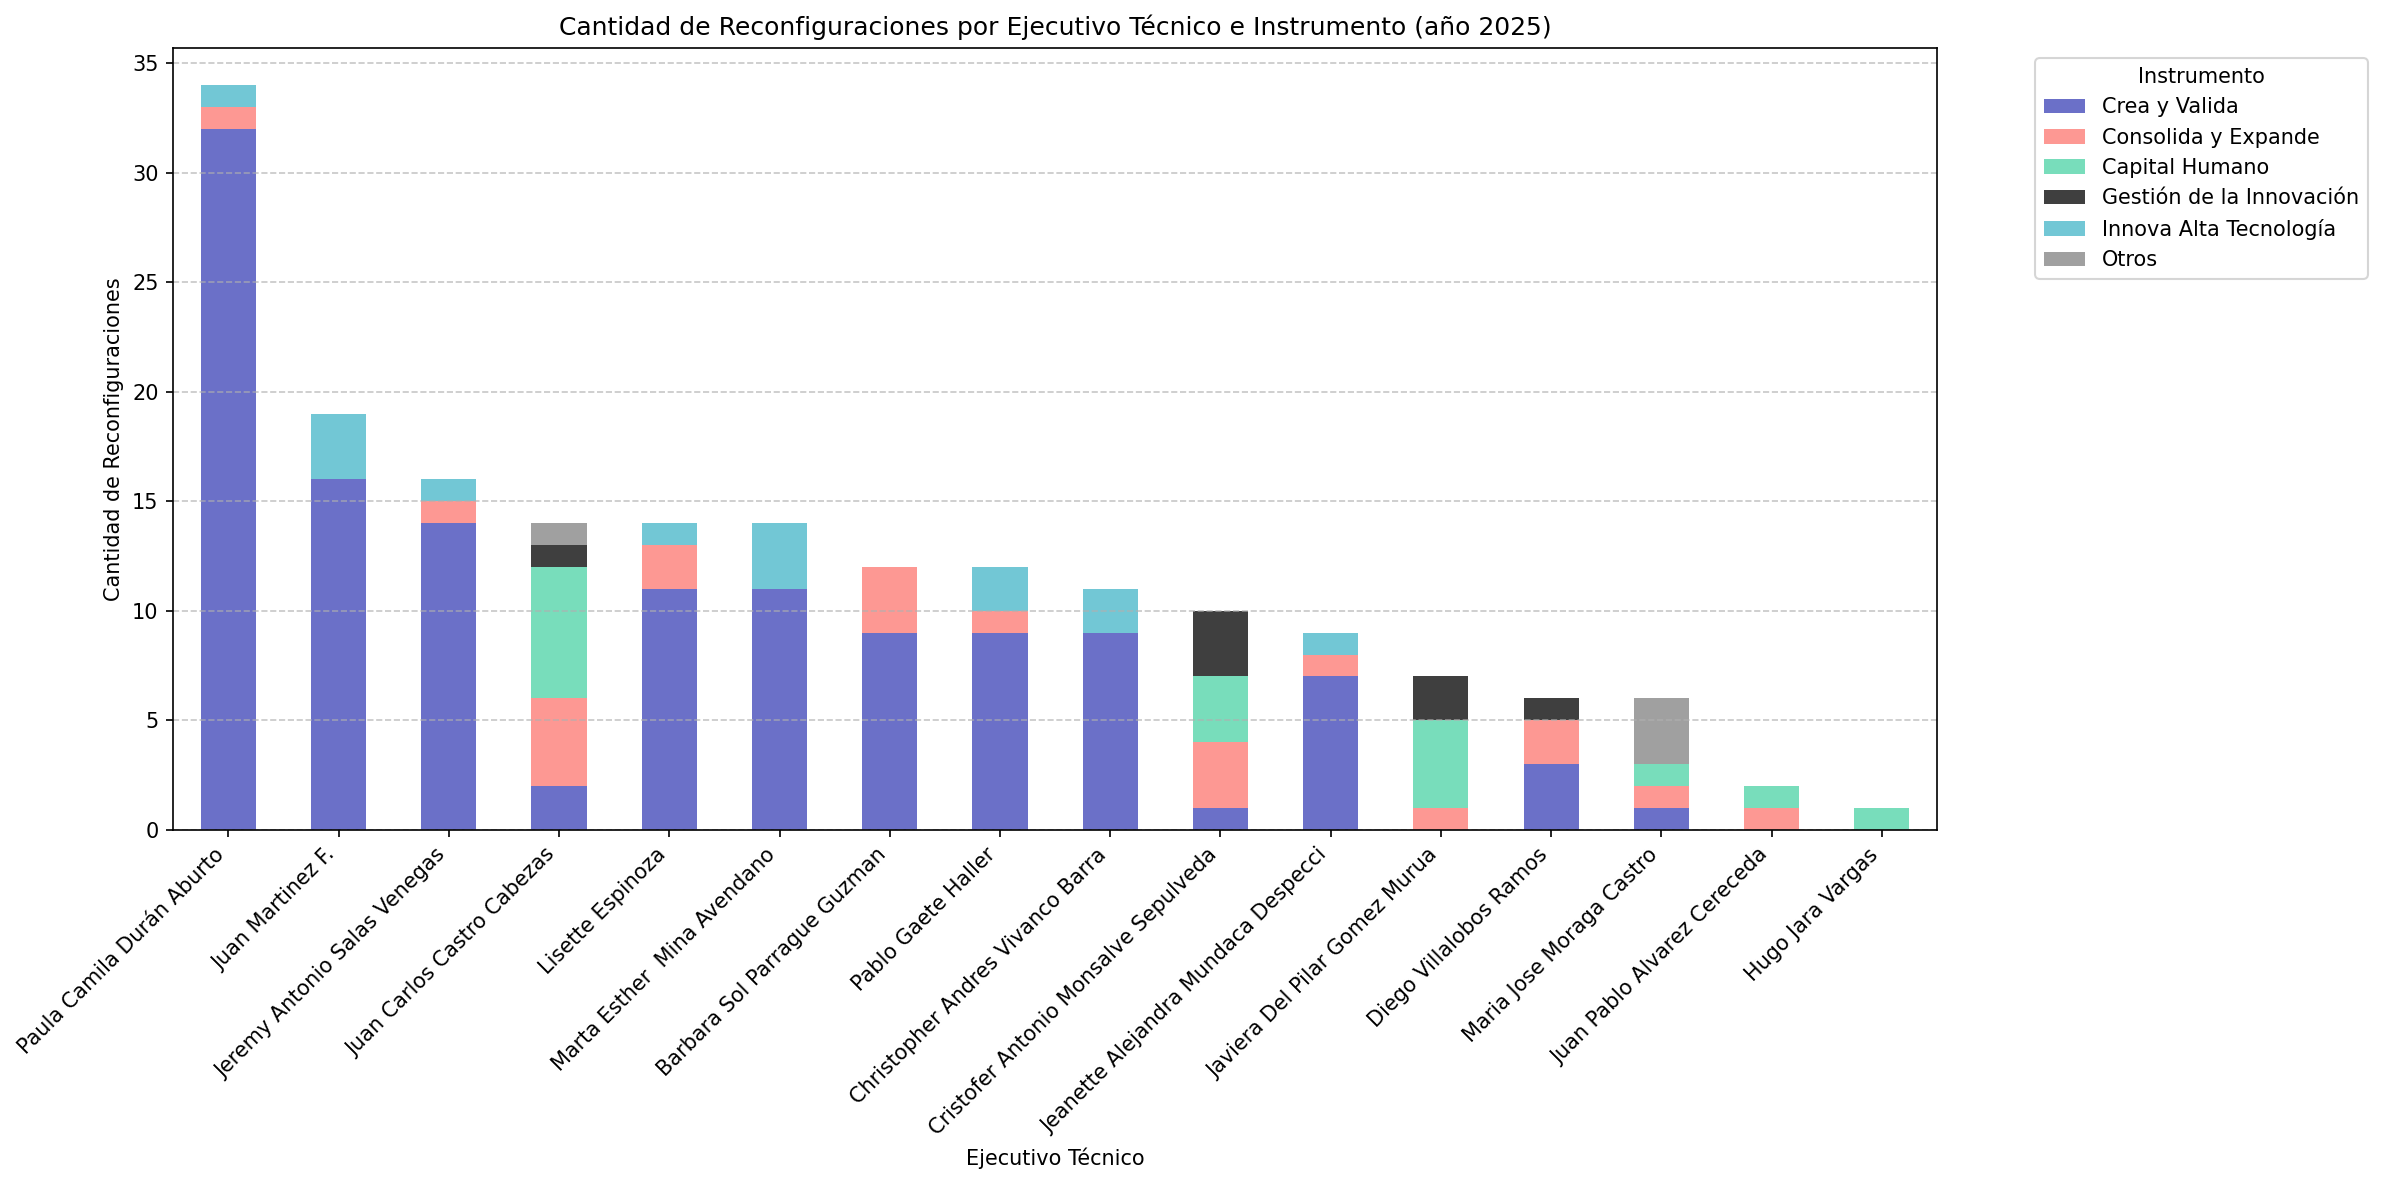 Cantidad de Reconfiguraciones por Ejecutivo Técnico e Instrumento (año 2025)
Cantidad de Reconfiguraciones
35
30
25
20
15
10
5
0
Paula Camila Durán Aburto
Juan Martinez F.
Jeremy Antonio Salas Venegas
Juan Carlos Castro Cabezas
Lisette Espinoza
Marta Esther  Mina Avendano
Barbara Sol Parrague Guzman
Pablo Gaete Haller
Christopher Andres Vivanco Barra
Cristofer Antonio Monsalve Sepulveda
Jeanette Alejandra Mundaca Despecci
Javiera Del Pilar Gomez Murua
Diego Villalobos Ramos
Maria Jose Moraga Castro
Juan Pablo Alvarez Cereceda
Hugo Jara Vargas
Ejecutivo Técnico
Instrumento
Crea y Valida
Consolida y Expande
Capital Humano
Gestión de la Innovación
Innova Alta Tecnología
Otros